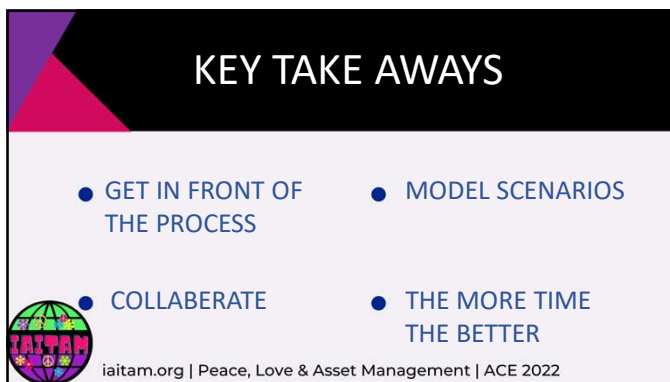 KEY TAKE AWAYS
GET IN FRONT OF
THE PROCESS
COLLABERATE
MODEL SCENARIOS
THE MORE TIME
THE BETTER
IAITAM
iaitam.org | Peace, Love & Asset Management | ACE 2022